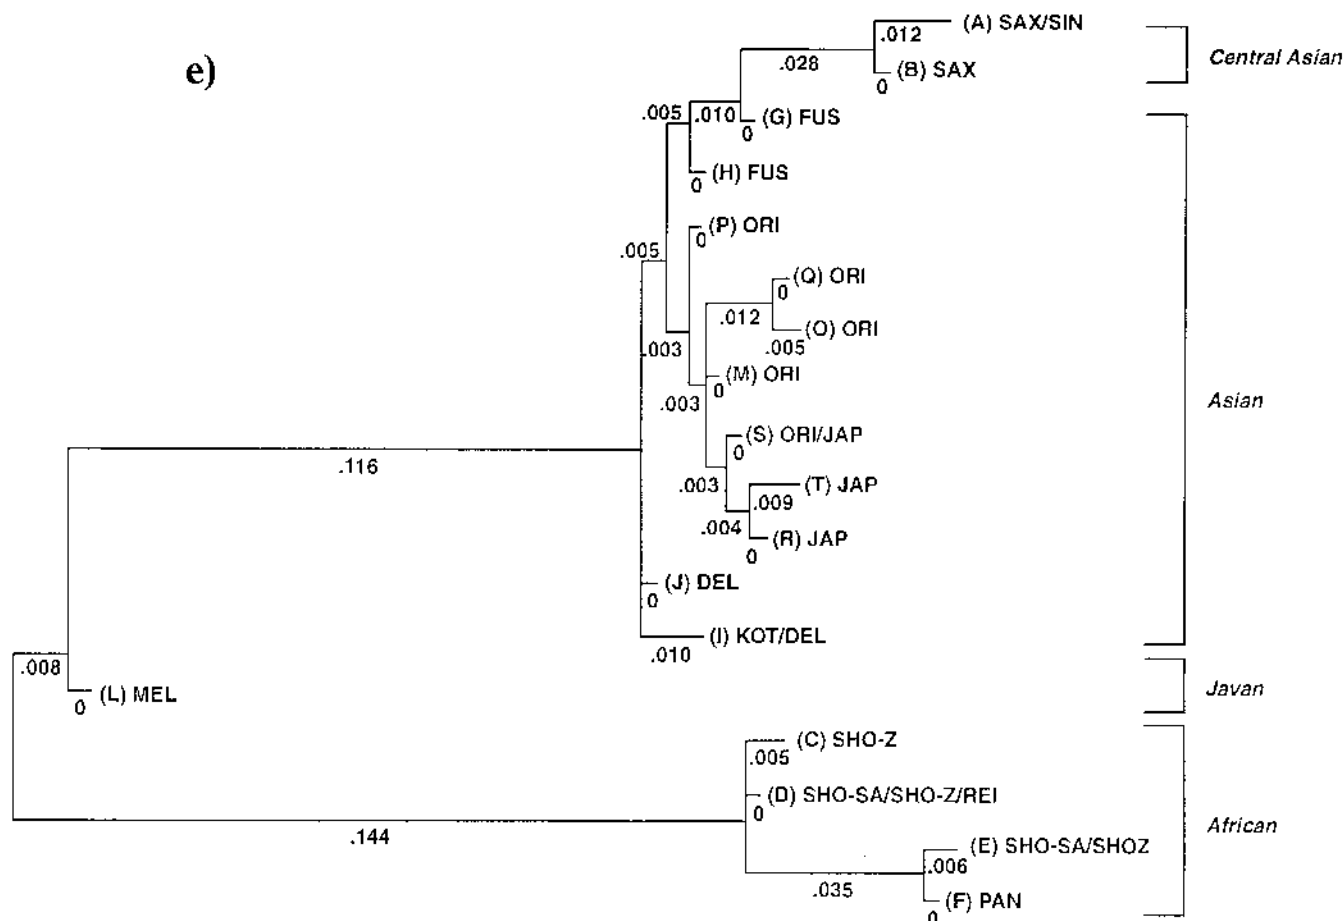 (A) SAX/SIN
.012
e)
Central Asian
.028
(B) SAX
0
.005
.010
(G) FUS
0
(H) FUS
0
(P) ORI
0
.005
(Q) ORI
0
.012
(O) ORI
.005
.003
(M) ORI
0
Asian
.003
(S) ORI/JAP
0
.116
.003
(T) JAP
.009
.004
(R) JAP
0
(J) DEL
0
(I) KOT/DEL
.010
.008
(L) MEL
0
Javan
(C) SHO-Z
.005
(D) SHO-SA/SHO-Z/REI
0
.144
African
(E) SHO-SA/SHOZ
.006
.035
(F) PAN
0